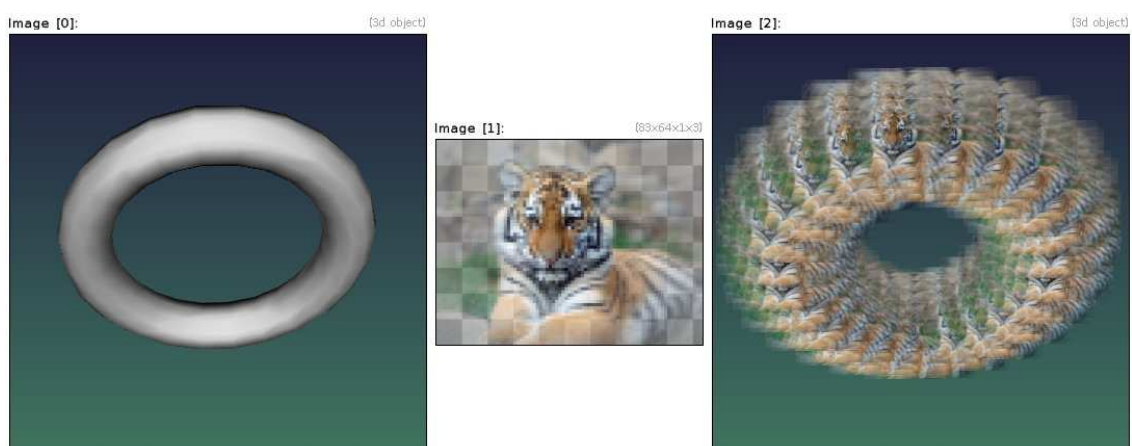 Image [0]: [3d object]
Image [1]: [83x64x1x3]
Image [2]: [3d object]